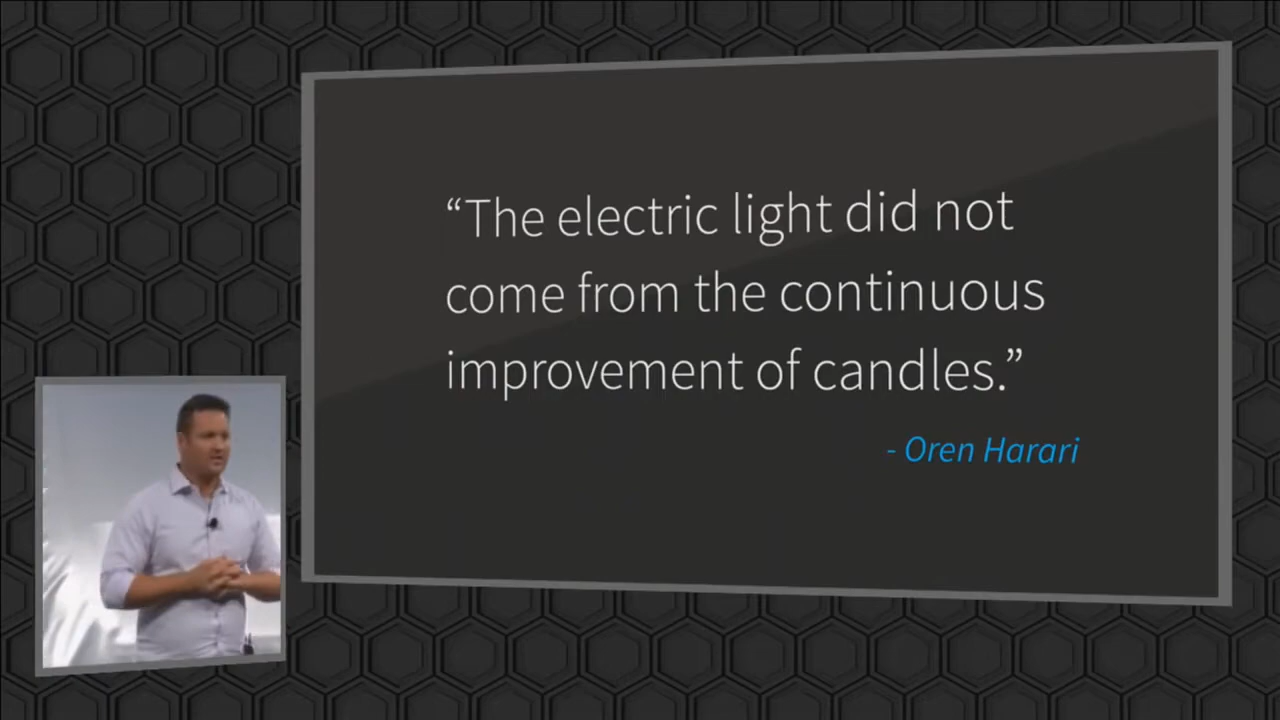 “The electric light did not
come from the continuous
improvement of candles.”
- Oren Harari